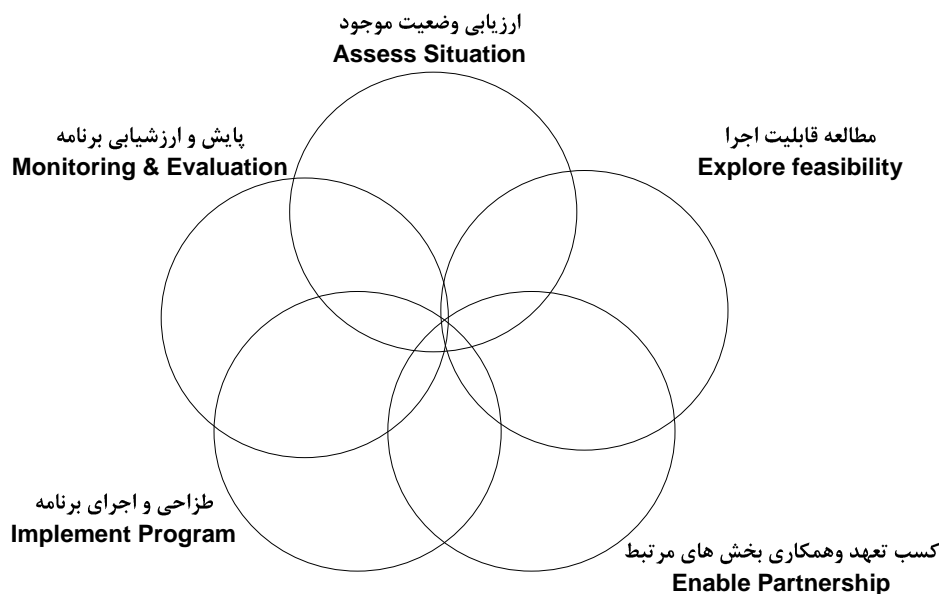 ارزیابی وضعیت موجود
Assess Situation
مطالعه قابلیت اجرا
Explore feasibility
پایش و ارزشیابی برنامه
Monitoring & Evaluation
طزاحی و اجرای برنامه
Implement Program
کسب تعهد وهمکاری بخش های مرتبط
Enable Partnership